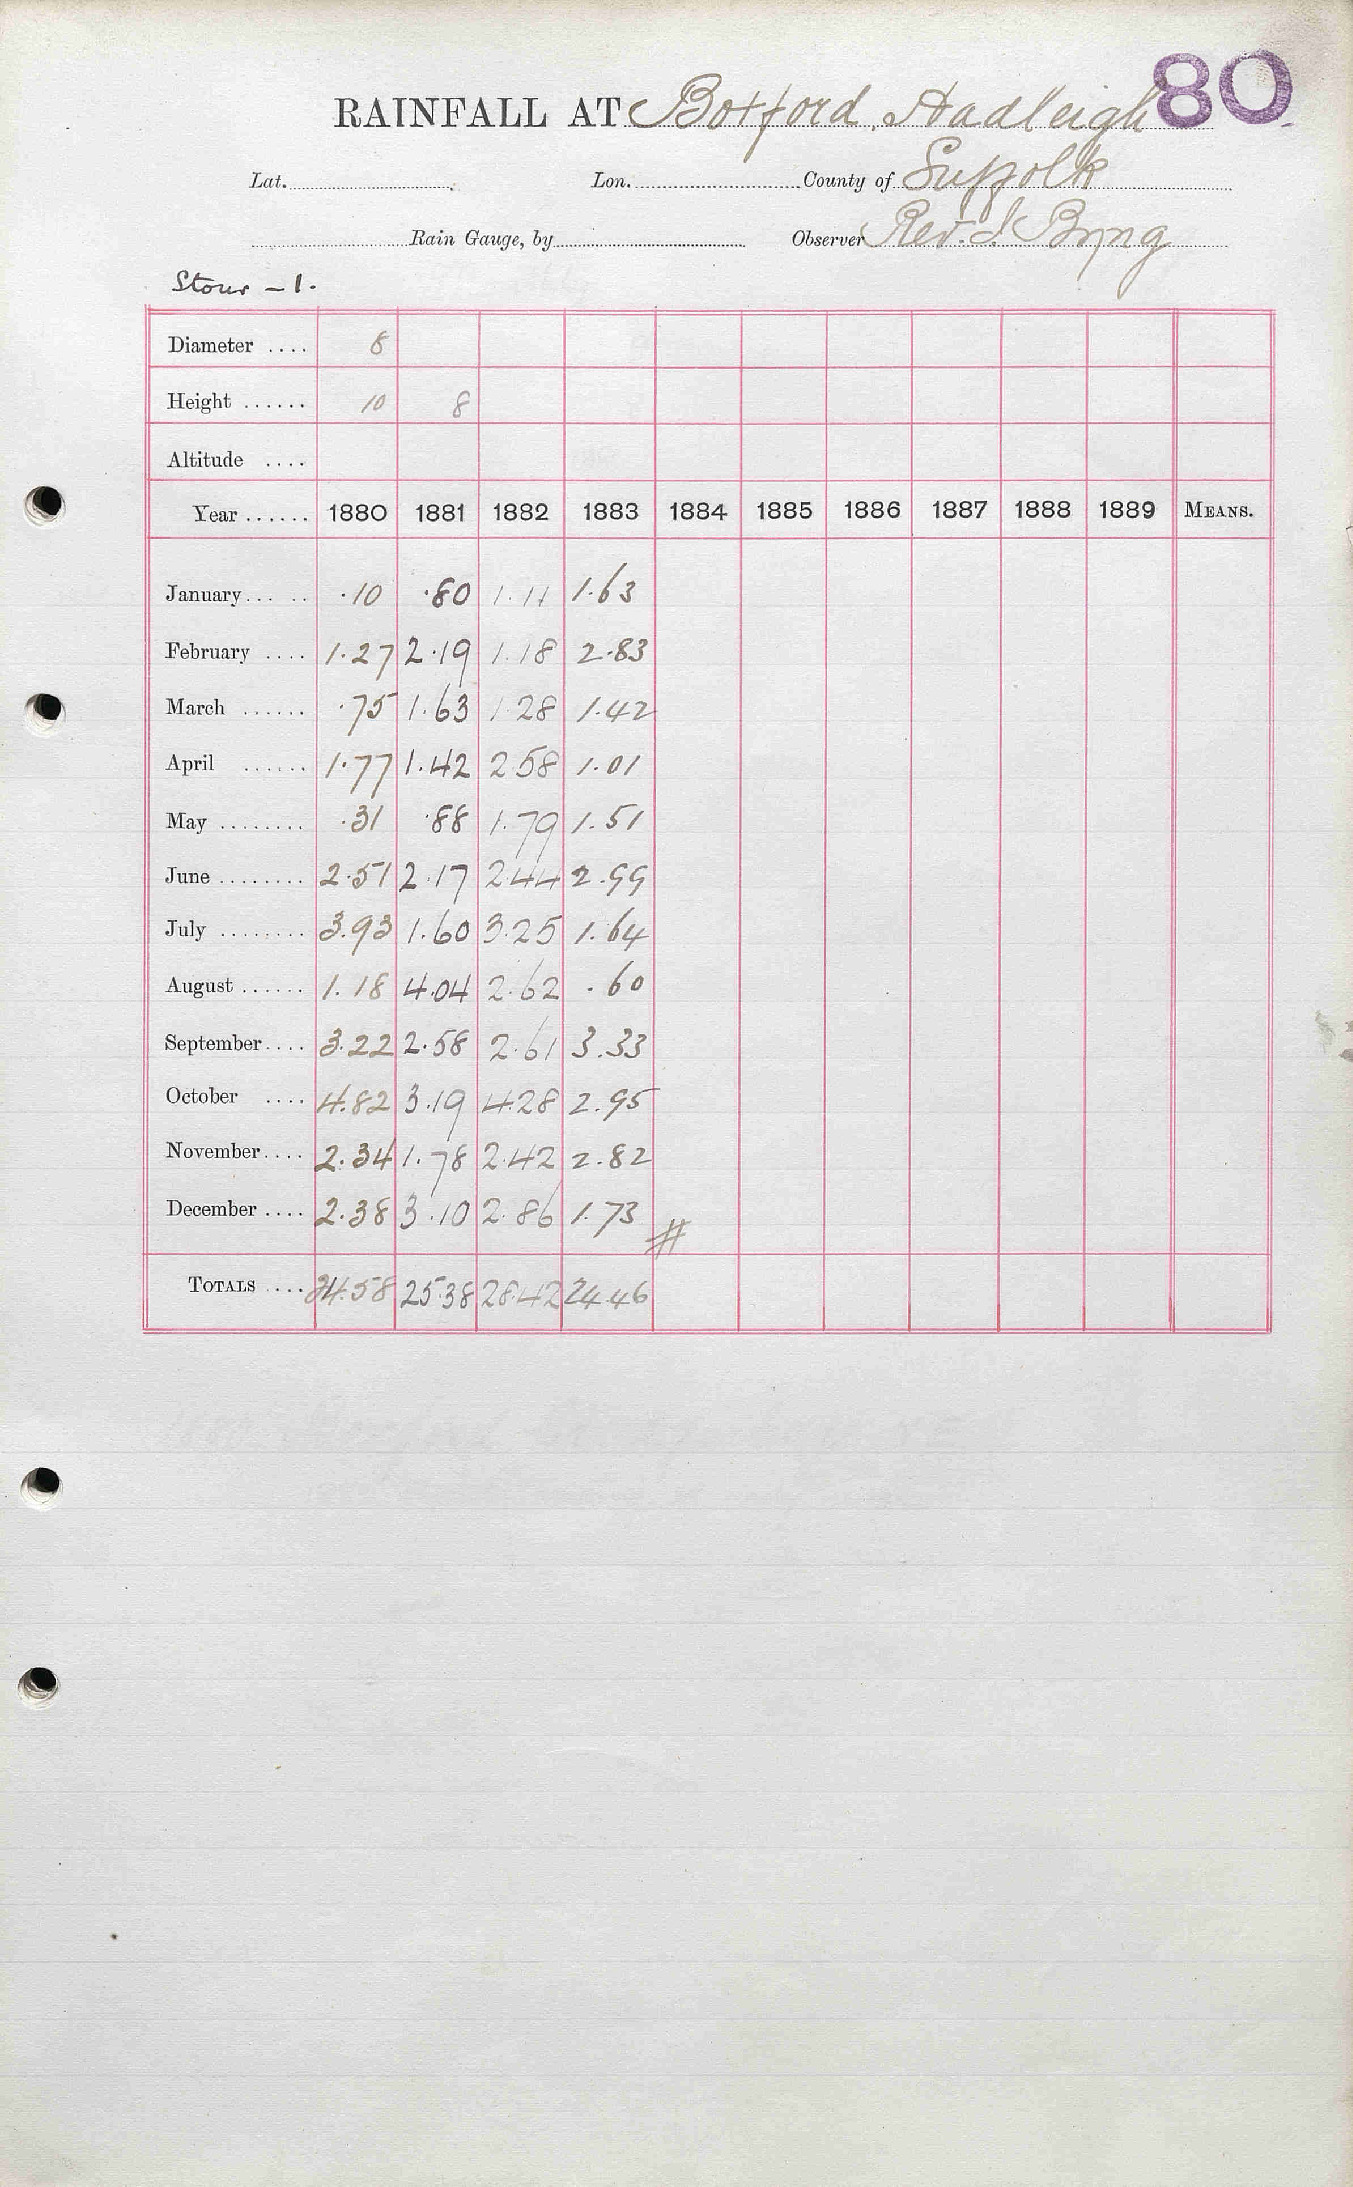 80
RAINFALL AT Boxford, Hadleigh
Lat. Lon. County of Suffolk
Rain Gauge, by Observer Rev. J. Byng
Stour - 1.
Diameter .... 8
Height ...... 10 8
Altitude ....
Year ...... 1880 1881 1882 1883 1884 1885 1886 1887 1888 1889 MEANS.
January... .. .10 .80 1.11 1.63
February .... 1.27 2.19 1.18 2.83
March ...... .75 1.63 1.28 1.42
April ...... 1.77 1.42 2.58 1.01
May ........ .31 .88 1.79 1.51
June ........ 2.51 2.17 2.44 2.99
July ........ 3.93 1.60 3.25 1.64
August ...... 1.18 4.04 2.62 .60
September.... 3.22 2.58 2.61 3.33
October .... 4.82 3.19 4.28 2.95
November.... 2.34 1.78 2.42 2.82
December .... 2.38 3.10 2.86 1.73 #
TOTALS .... 24.58 25.38 28.42 24.46